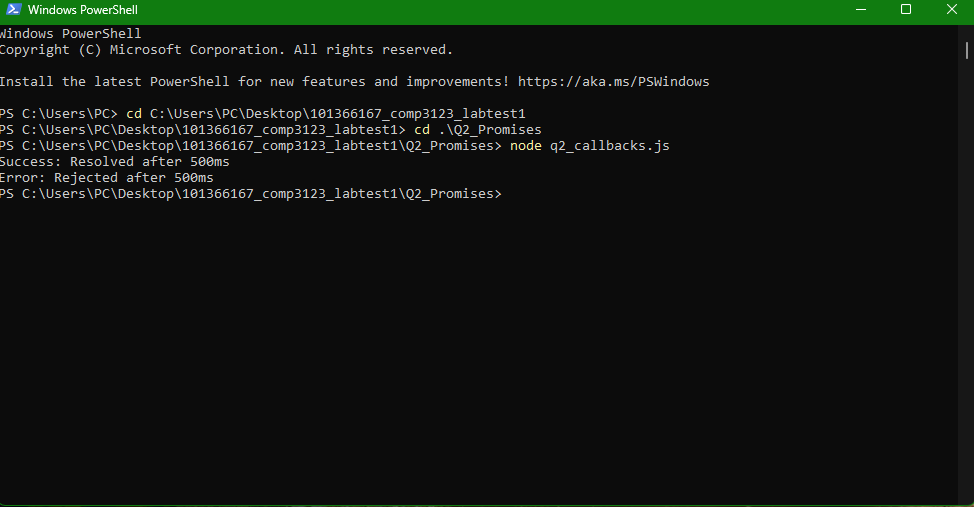 Windows PowerShell
Windows PowerShell
Copyright (C) Microsoft Corporation. All rights reserved.
Install the latest PowerShell for new features and improvements! https://aka.ms/PSWindows
PS C:\Users\PC> cd C:\Users\PC\Desktop\101366167_comp3123_labtest1
PS C:\Users\PC\Desktop\101366167_comp3123_labtest1> cd .\Q2_Promises
PS C:\Users\PC\Desktop\101366167_comp3123_labtest1\Q2_Promises> node q2_callbacks.js
Success: Resolved after 500ms
Error: Rejected after 500ms
PS C:\Users\PC\Desktop\101366167_comp3123_labtest1\Q2_Promises>